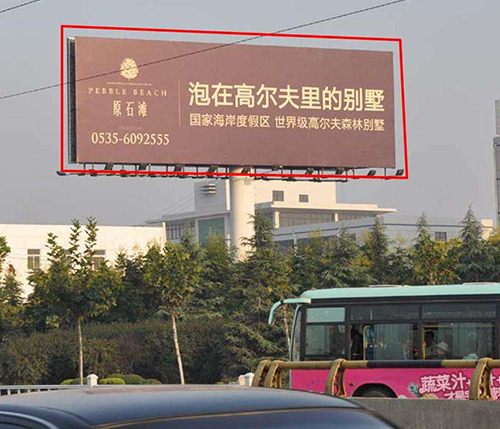 PEBBLE BEACH
原石滩
0535-6092555
泡在高尔夫里的别墅
国家海岸度假区 世界级高尔夫森林别墅
蔬菜汁+